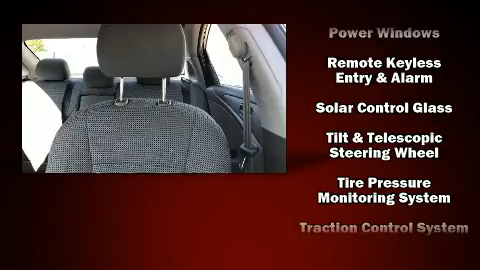 Power Windows
Remote Keyless
Entry & Alarm
Solar Control Glass
Tilt & Telescopic
Steering Wheel
Tire Pressure
Monitoring System
Traction Control System